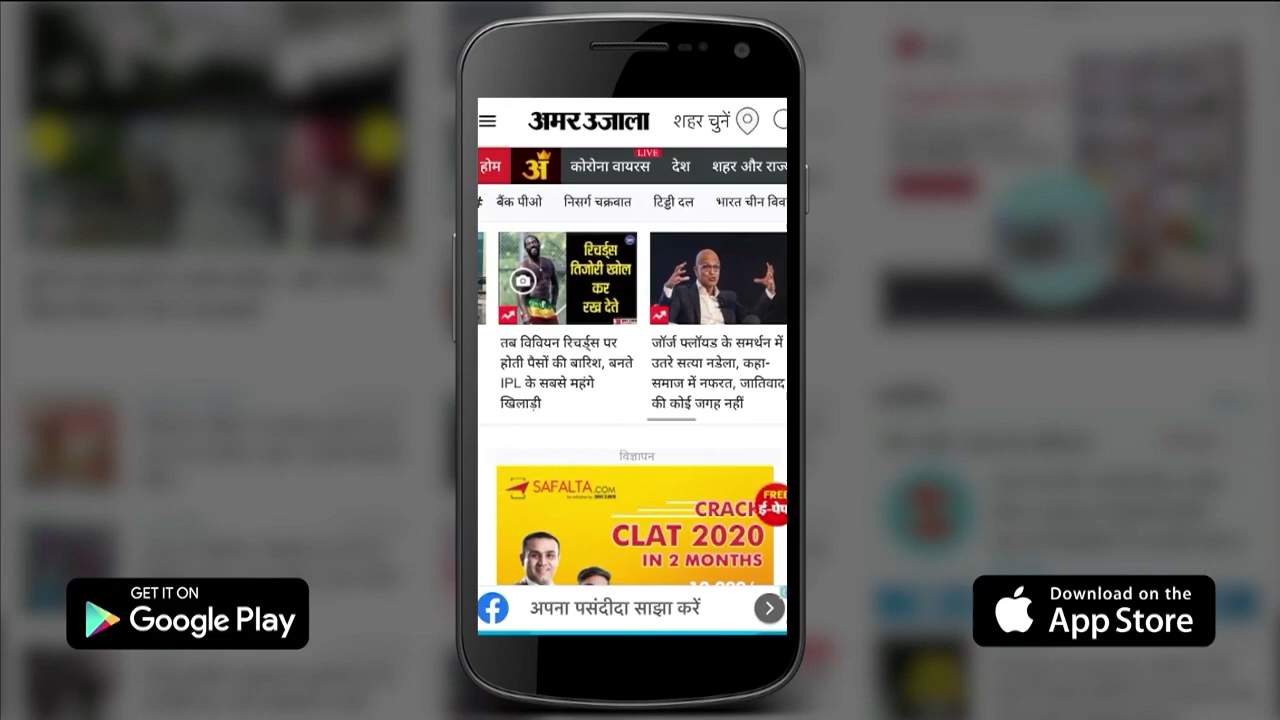 अमर उजाला
शहर चुनें
LIVE
होम
अ
कोरोना वायरस
देश
शहर और राज्य
# बैंक पीओ
निसर्ग चक्रवात
टिड्डी दल
भारत चीन
रिचर्ड्स
तिजोरी खोल
कर
रख देते
तब विवियन रिचर्ड्स पर
होती पैसों की बारिश, बनते
IPL के सबसे महंगे
खिलाड़ी
जॉर्ज फ्लॉयड के समर्थन में
उतरे सत्या नडेला, कहा-
समाज में नफरत, जातिवाद
की कोई जगह नहीं
विज्ञापन
SAFALTA.COM
CRACK
CLAT 2020
IN 2 MONTHS
FREE
अपना पसंदीदा साझा करें
GET IT ON
Google Play
Download on the
App Store